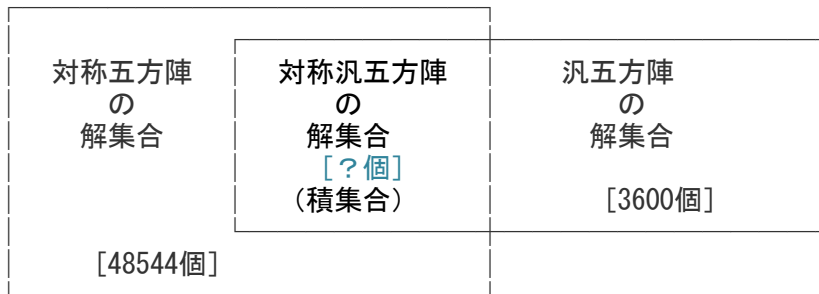 対称五方陣 対称汎五方陣 汎五方陣
の の の
解集合 解集合 解集合
[?個]
(積集合) [3600個]
[48544個]